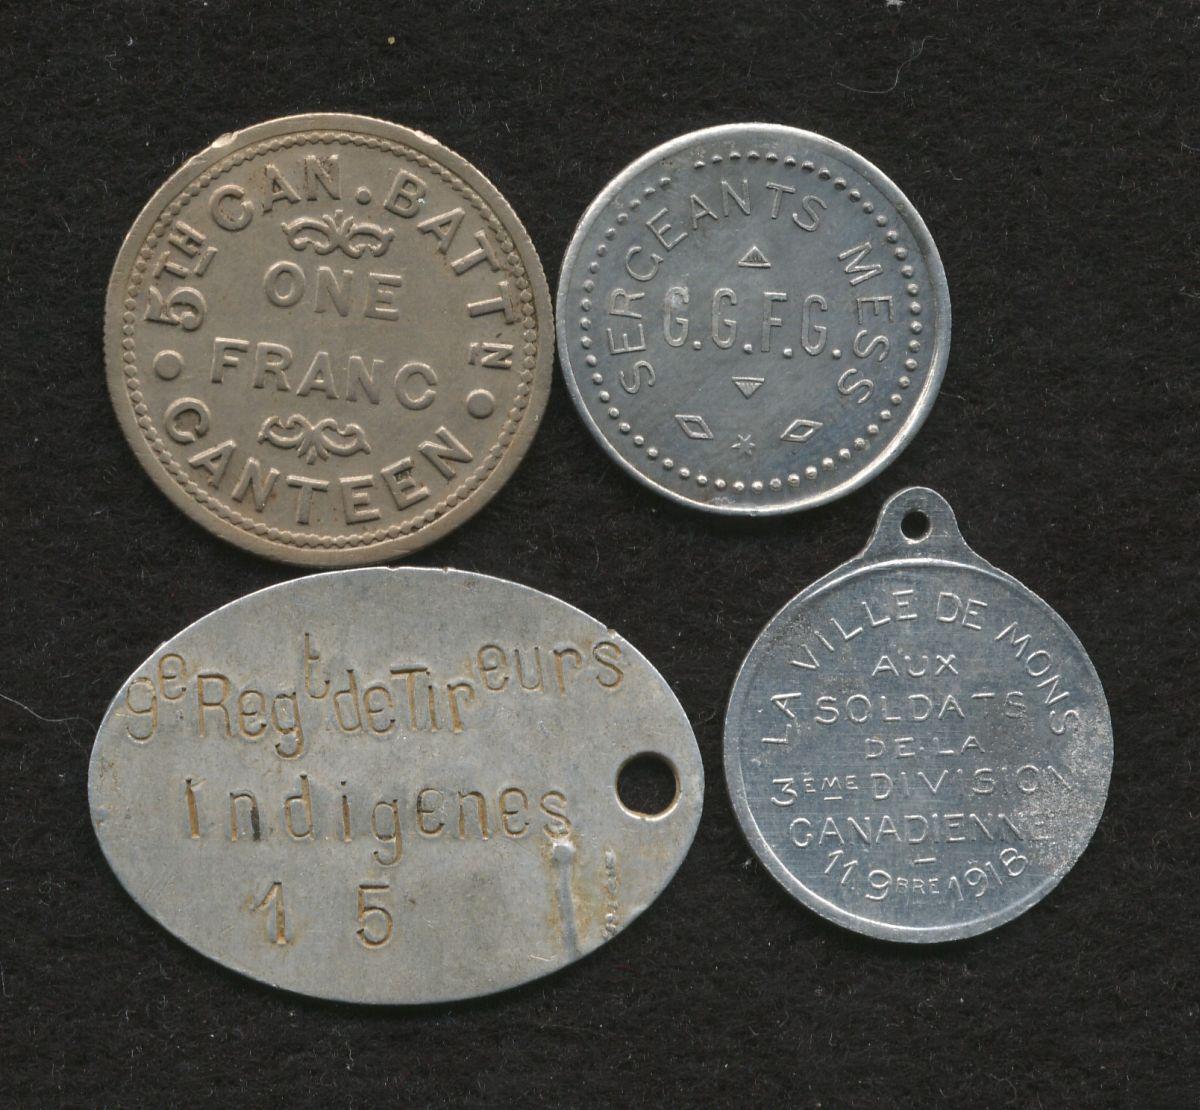 5TH CAN. BATTN
ONE
FRANC
CANTEEN
SERGEANTS MESS
G.G.F.G.
9e Regt de Tireurs
Indigenes
15
LA VILLE DE MONS
AUX
SOLDATS
DE LA
3ÈME DIVISION
CANADIENNE
-
11 9BRE 1918